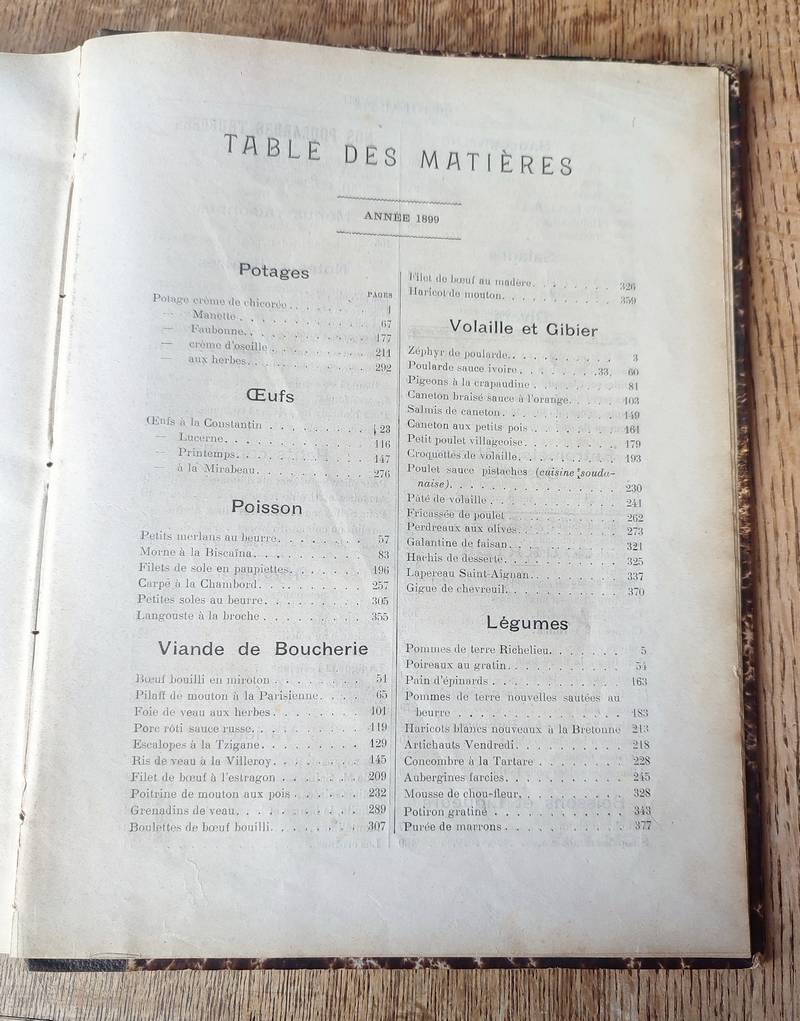 TABLE DES MATIÈRES
ANNÉE 1899
Potages
PAGES
Potage crème de chicorée . . . . . . 1
— Manette . . . . . . . . . . 67
— Faubonne . . . . . . . . . . 177
— crème d'oseille . . . . . . . . 211
— aux herbes . . . . . . . . . 292
Œufs
Œufs à la Constantin . . . . . . . . 23
— Lucerne . . . . . . . . . . 116
— Printemps . . . . . . . . . . 147
— à la Mirabeau . . . . . . . . 276
Poisson
Petits merlans au beurre . . . . . . . 57
Morne à la Biscaïna . . . . . . . . 83
Filets de sole en paupiettes . . . . . . 196
Carpe à la Chambord . . . . . . . . 257
Petites soles au beurre . . . . . . . . 305
Langouste à la broche . . . . . . . . 355
Viande de Boucherie
Bœuf bouilli en miroton . . . . . . . 51
Pilaff de mouton à la Parisienne . . . . 65
Foie de veau aux herbes . . . . . . . 101
Porc rôti sauce russe . . . . . . . . 119
Escalopes à la Tzigane . . . . . . . . 129
Ris de veau à la Villeroy . . . . . . . 145
Filet de bœuf à l'estragon . . . . . . 209
Poitrine de mouton aux pois . . . . . 232
Grenadins de veau . . . . . . . . . 289
Boulettes de bœuf bouilli . . . . . . . 307
Filet de bœuf au madère . . . . . . . 326
Haricot de mouton . . . . . . . . . 359
Volaille et Gibier
Zéphyr de poularde . . . . . . . . . 3
Poularde sauce ivoire . . . . . . . .33, 60
Pigeons à la crapaudine . . . . . . . 81
Caneton braisé sauce à l'orange . . . . 103
Salmis de caneton . . . . . . . . . 149
Caneton aux petits pois . . . . . . . 161
Petit poulet villageoise . . . . . . . . 179
Croquettes de volaille . . . . . . . . 193
Poulet sauce pistaches (cuisine souda-
naise) . . . . . . . . . . . . 230
Pâté de volaille . . . . . . . . . . 241
Fricassée de poulet . . . . . . . . . 262
Perdreaux aux olives . . . . . . . . 273
Galantine de faisan . . . . . . . . . 321
Hachis de desserte . . . . . . . . . 325
Lapereau Saint-Aignan . . . . . . . . 337
Gigue de chevreuil . . . . . . . . . 370
Légumes
Pommes de terre Richelieu . . . . . . 5
Poireaux au gratin . . . . . . . . . 54
Pain d'épinards . . . . . . . . . . 163
Pommes de terre nouvelles sautées au
beurre . . . . . . . . . . . . 183
Haricots blancs nouveaux à la Bretonne 213
Artichauts Vendredi . . . . . . . . . 218
Concombre à la Tartare . . . . . . . 228
Aubergines farcies . . . . . . . . . 245
Mousse de chou-fleur . . . . . . . . 328
Potiron gratiné . . . . . . . . . . 343
Purée de marrons . . . . . . . . . 377